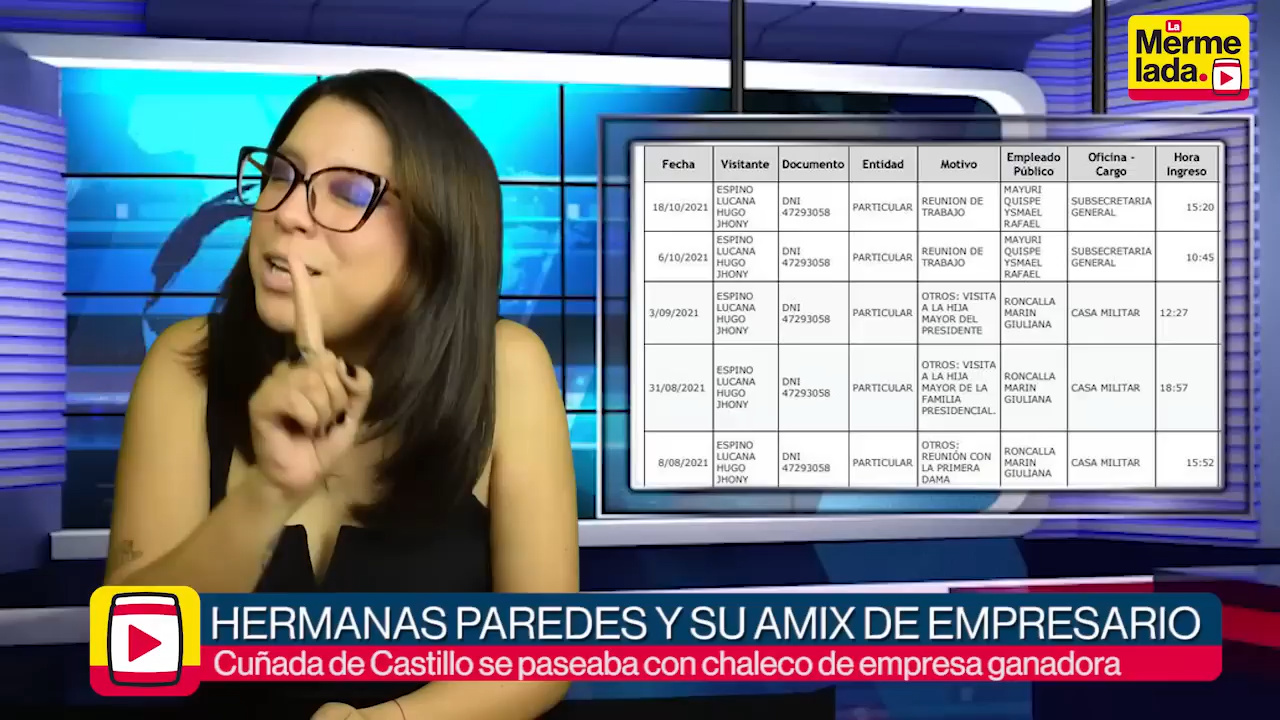 La
Merme
lada.
Fecha Visitante Documento Entidad Motivo Empleado Público Oficina - Cargo Hora Ingreso
18/10/2021 ESPINO LUCANA HUGO JHONY DNI 47293058 PARTICULAR REUNION DE TRABAJO MAYURI QUISPE YSMAEL RAFAEL SUBSECRETARIA GENERAL 15:20
6/10/2021 ESPINO LUCANA HUGO JHONY DNI 47293058 PARTICULAR REUNION DE TRABAJO MAYURI QUISPE YSMAEL RAFAEL SUBSECRETARIA GENERAL 10:45
3/09/2021 ESPINO LUCANA HUGO JHONY DNI 47293058 PARTICULAR OTROS: VISITA A LA HIJA MAYOR DEL PRESIDENTE RONCALLA MARIN GIULIANA CASA MILITAR 12:27
31/08/2021 ESPINO LUCANA HUGO JHONY DNI 47293058 PARTICULAR OTROS: VISITA A LA HIJA MAYOR DE LA FAMILIA PRESIDENCIAL. RONCALLA MARIN GIULIANA CASA MILITAR 18:57
8/08/2021 ESPINO LUCANA HUGO JHONY DNI 47293058 PARTICULAR OTROS: REUNIÓN CON LA PRIMERA DAMA RONCALLA MARIN GIULIANA CASA MILITAR 15:52
HERMANAS PAREDES Y SU AMIX DE EMPRESARIO
Cuñada de Castillo se paseaba con chaleco de empresa ganadora